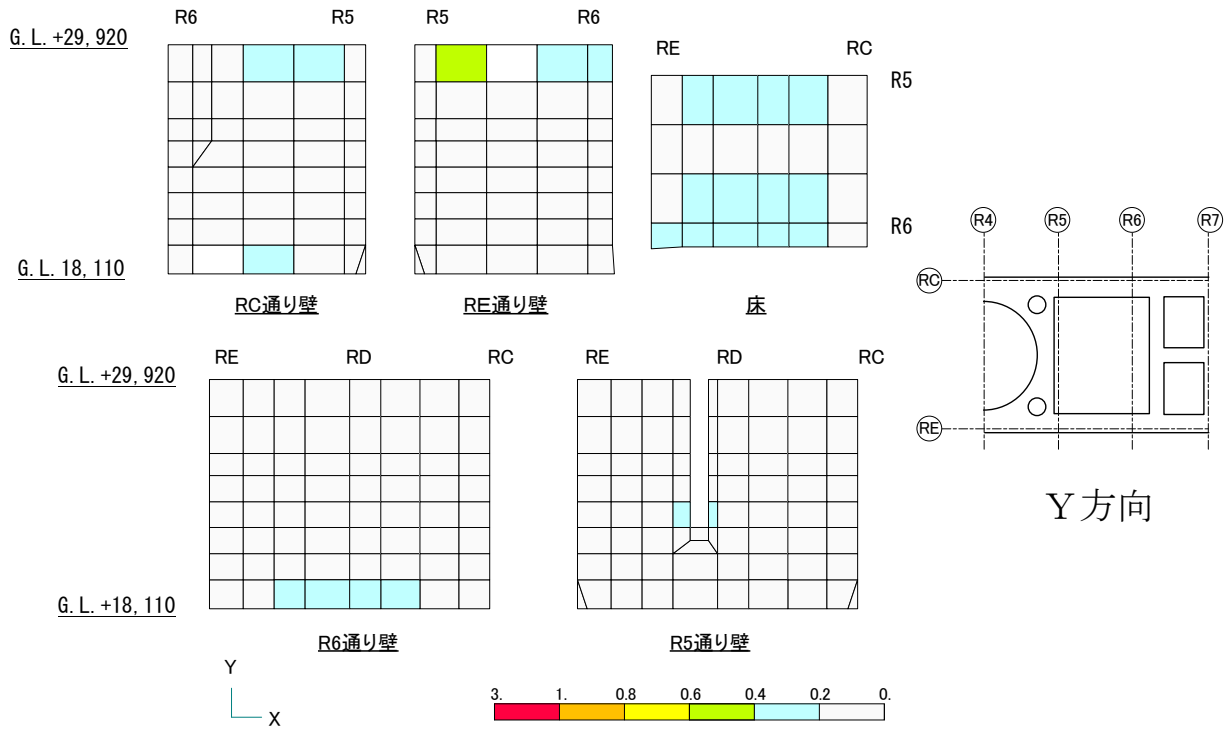 R6 R5
R5 R6
G.L.+29,920
RE RC
R5
R6
G.L.18,110
RC通り壁
RE通り壁
床
R4 R5 R6 R7
RC
RE
Y方向
RE RD RC
RE RD RC
G.L.+29,920
G.L.+18,110
R6通り壁
R5通り壁
Y
X
3. 1. 0.8 0.6 0.4 0.2 0.